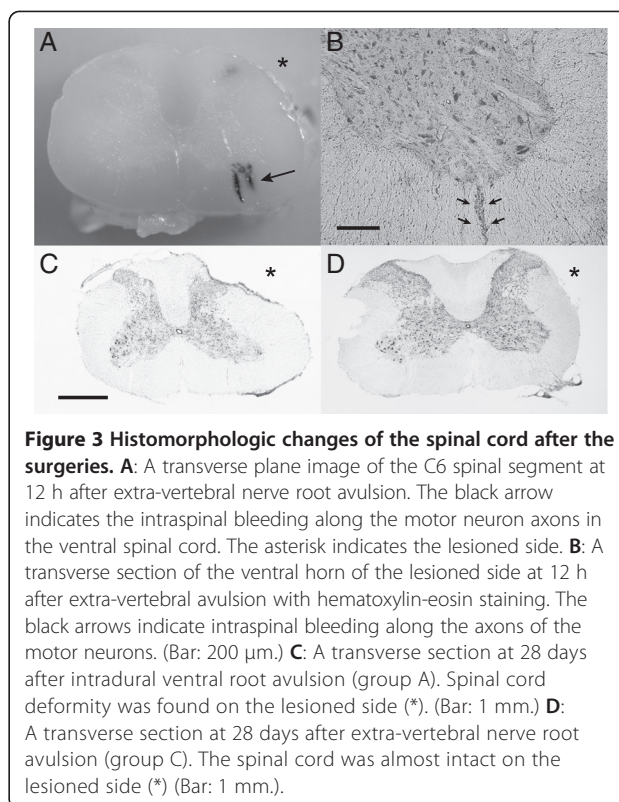 A
*
B
C
*
D
*
Figure 3 Histomorphologic changes of the spinal cord after the
surgeries. A: A transverse plane image of the C6 spinal segment at
12 h after extra-vertebral nerve root avulsion. The black arrow
indicates the intraspinal bleeding along the motor neuron axons in
the ventral spinal cord. The asterisk indicates the lesioned side. B: A
transverse section of the ventral horn of the lesioned side at 12 h
after extra-vertebral avulsion with hematoxylin-eosin staining. The
black arrows indicate intraspinal bleeding along the axons of the
motor neurons. (Bar: 200 μm.) C: A transverse section at 28 days
after intradural ventral root avulsion (group A). Spinal cord
deformity was found on the lesioned side (*). (Bar: 1 mm.) D:
A transverse section at 28 days after extra-vertebral nerve root
avulsion (group C). The spinal cord was almost intact on the
lesioned side (*) (Bar: 1 mm.).